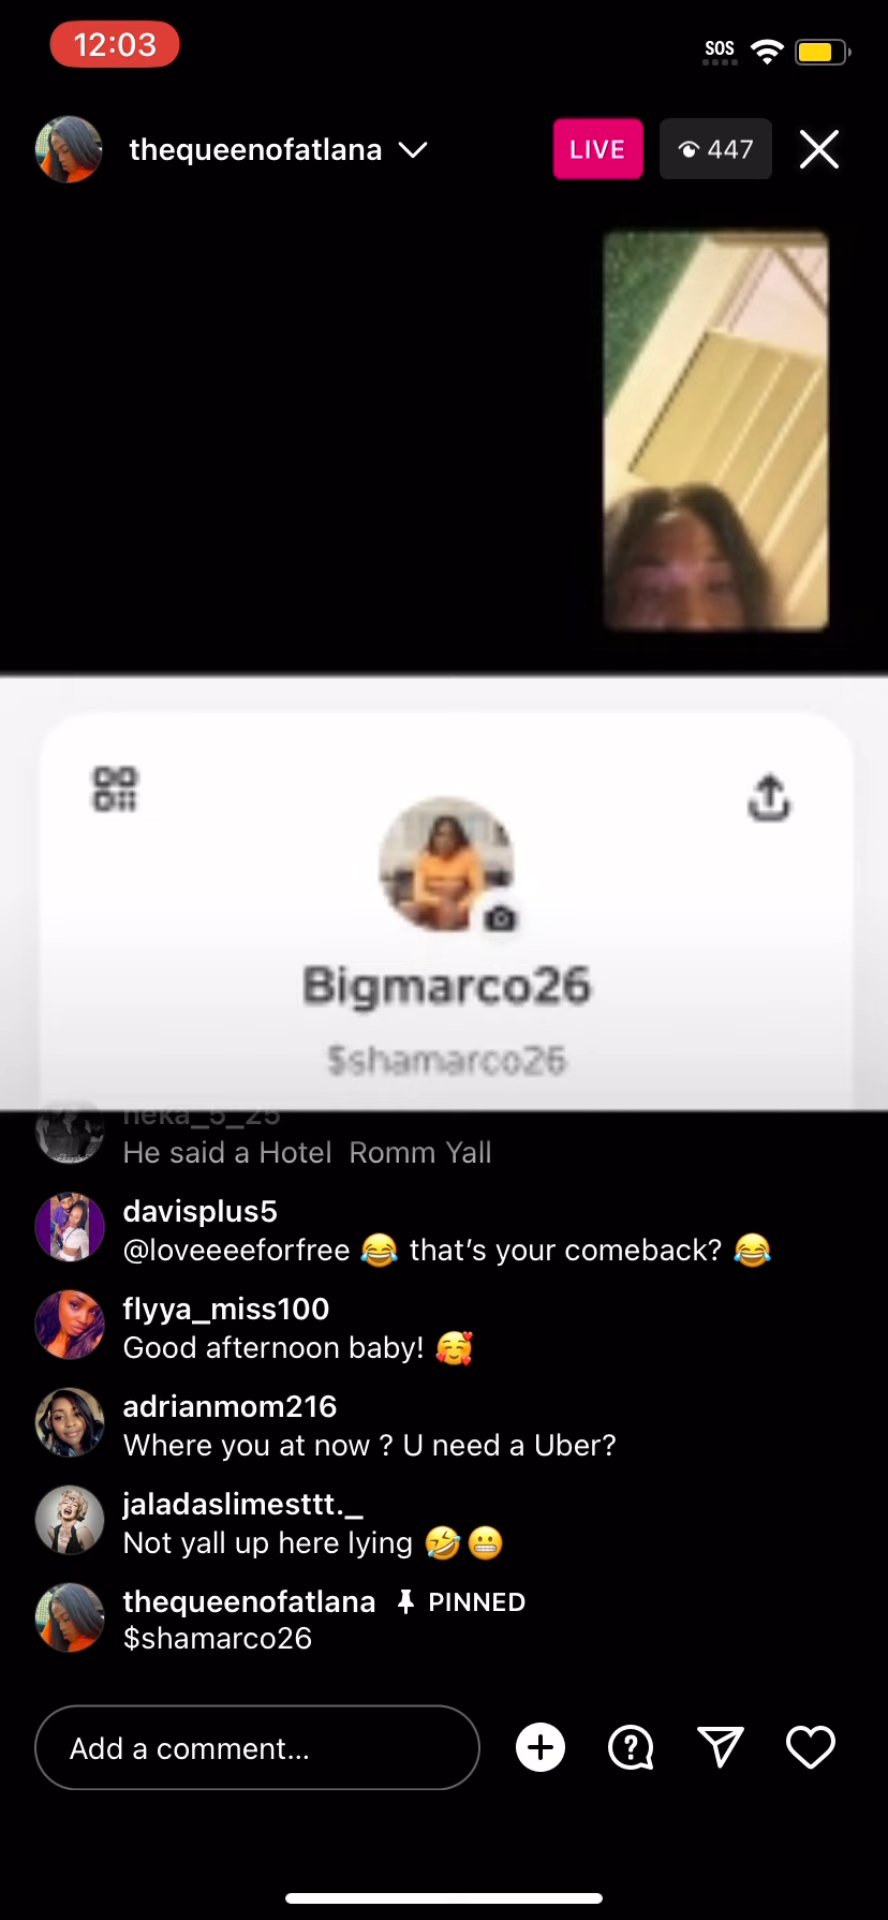 12:03
SOS
thequeenofatlana
LIVE
447
Bigmarco26
$shamarco26
neka_5_25
He said a Hotel Romm Yall
davisplus5
@loveeeeforfree 😂 that's your comeback? 😂
flyya_miss100
Good afternoon baby! 🥰
adrianmom216
Where you at now ? U need a Uber?
jaladaslimesttt._
Not yall up here lying 🤣😬
thequeenofatlana 📌 PINNED
$shamarco26
Add a comment...